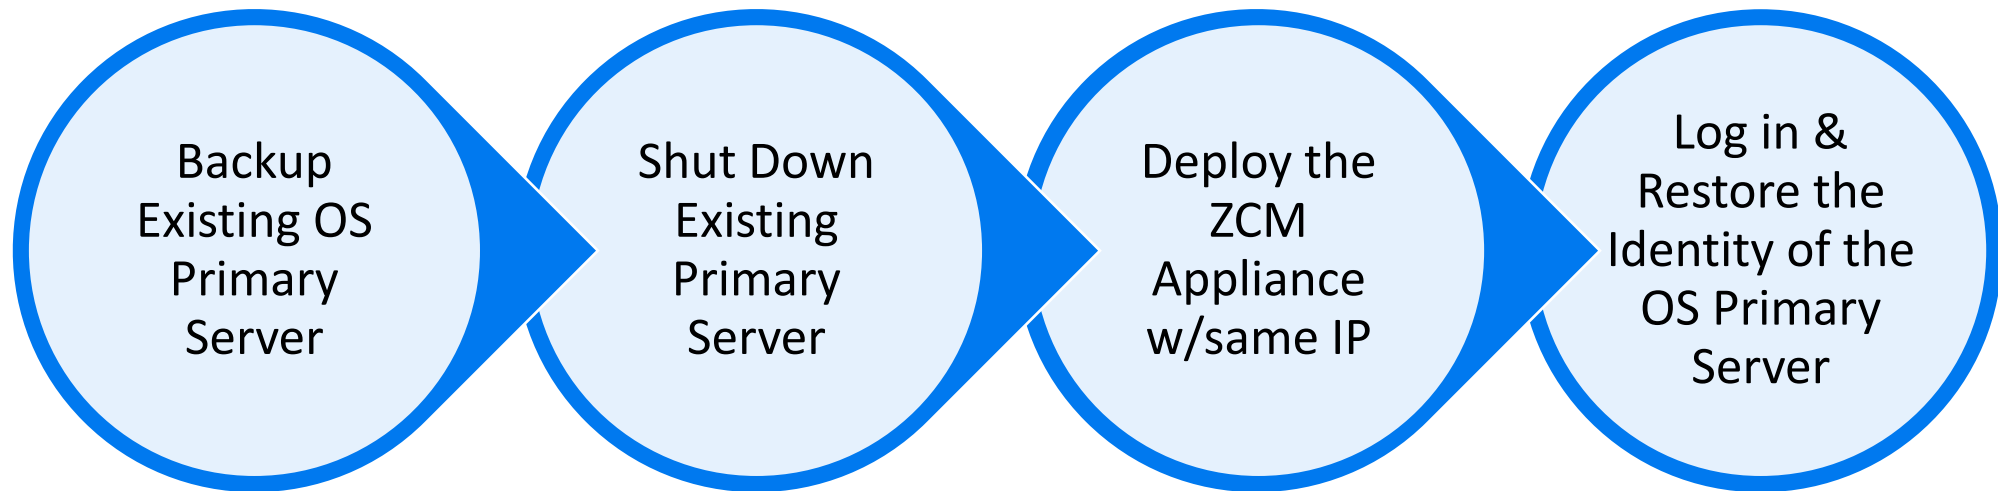 Backup
Existing OS
Primary
Server
Shut Down
Existing
Primary
Server
Deploy the
ZCM
Appliance
w/same IP
Log in &
Restore the
Identity of the
OS Primary
Server